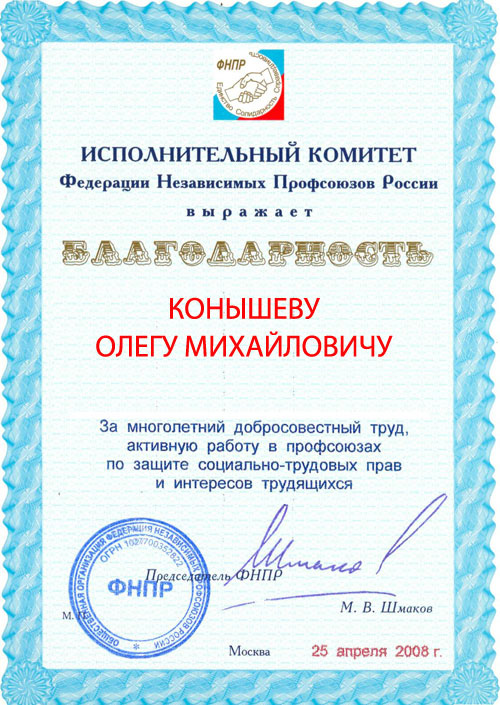 ФНПР
Единство Солидарность Справедливость
ИСПОЛНИТЕЛЬНЫЙ КОМИТЕТ
Федерации Независимых Профсоюзов России
выражает
БЛАГОДАРНОСТЬ
КОНЫШЕВУ
ОЛЕГУ МИХАЙЛОВИЧУ
За многолетний добросовестный труд,
активную работу в профсоюзах
по защите социально-трудовых прав
и интересов трудящихся
ОБЩЕСТВЕННАЯ ОРГАНИЗАЦИЯ ФЕДЕРАЦИЯ НЕЗАВИСИМЫХ ПРОФСОЮЗОВ РОССИИ
ОГРН 1027700352822
ФНПР
Председатель ФНПР
М. В. Шмаков
Москва 25 апреля 2008 г.